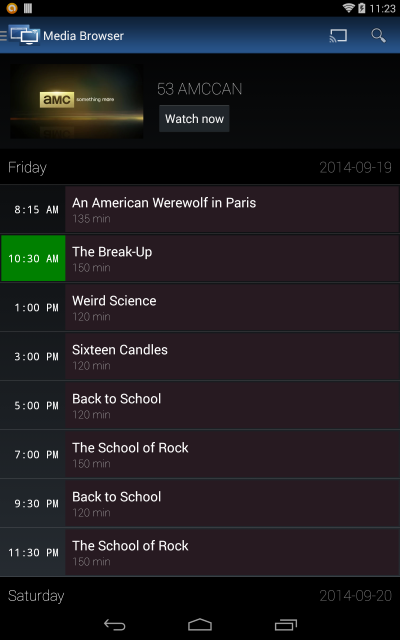 11:23
Media Browser
amc something more
53 AMCCAN
Watch now
Friday 2014-09-19
8:15 AM An American Werewolf in Paris
135 min
10:30 AM The Break-Up
150 min
1:00 PM Weird Science
120 min
3:00 PM Sixteen Candles
120 min
5:00 PM Back to School
120 min
7:00 PM The School of Rock
150 min
9:30 PM Back to School
120 min
11:30 PM The School of Rock
150 min
Saturday 2014-09-20